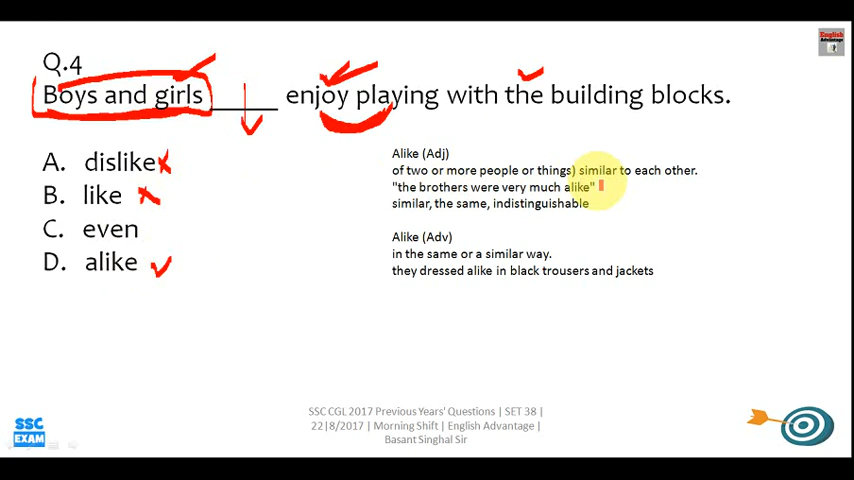 English
Advantage
Q.4
Boys and girls ______ enjoy playing with the building blocks.
A. dislike
B. like
C. even
D. alike
Alike (Adj)
of two or more people or things) similar to each other.
"the brothers were very much alike"
similar, the same, indistinguishable
Alike (Adv)
in the same or a similar way.
they dressed alike in black trousers and jackets
SSC
EXAM
SSC CGL 2017 Previous Years' Questions | SET 38 |
22|8/2017 | Morning Shift | English Advantage |
Basant Singhal Sir